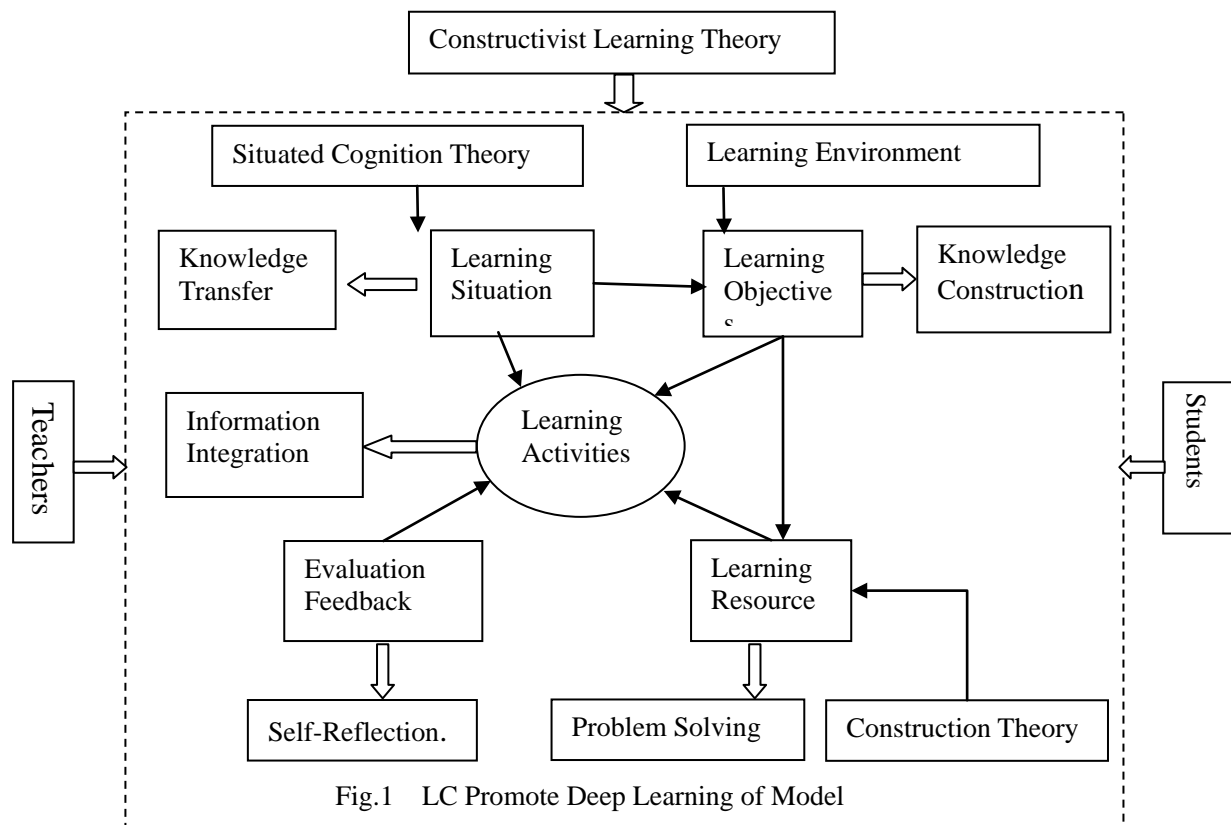 Constructivist Learning Theory
Situated Cognition Theory
Learning Environment
Knowledge
Transfer
Learning
Situation
Learning
Objective
s
Knowledge
Construction
Teachers
Information
Integration
Learning
Activities
Students
Evaluation
Feedback
Learning
Resource
Self-Reflection.
Problem Solving
Construction Theory
Fig.1 LC Promote Deep Learning of Model